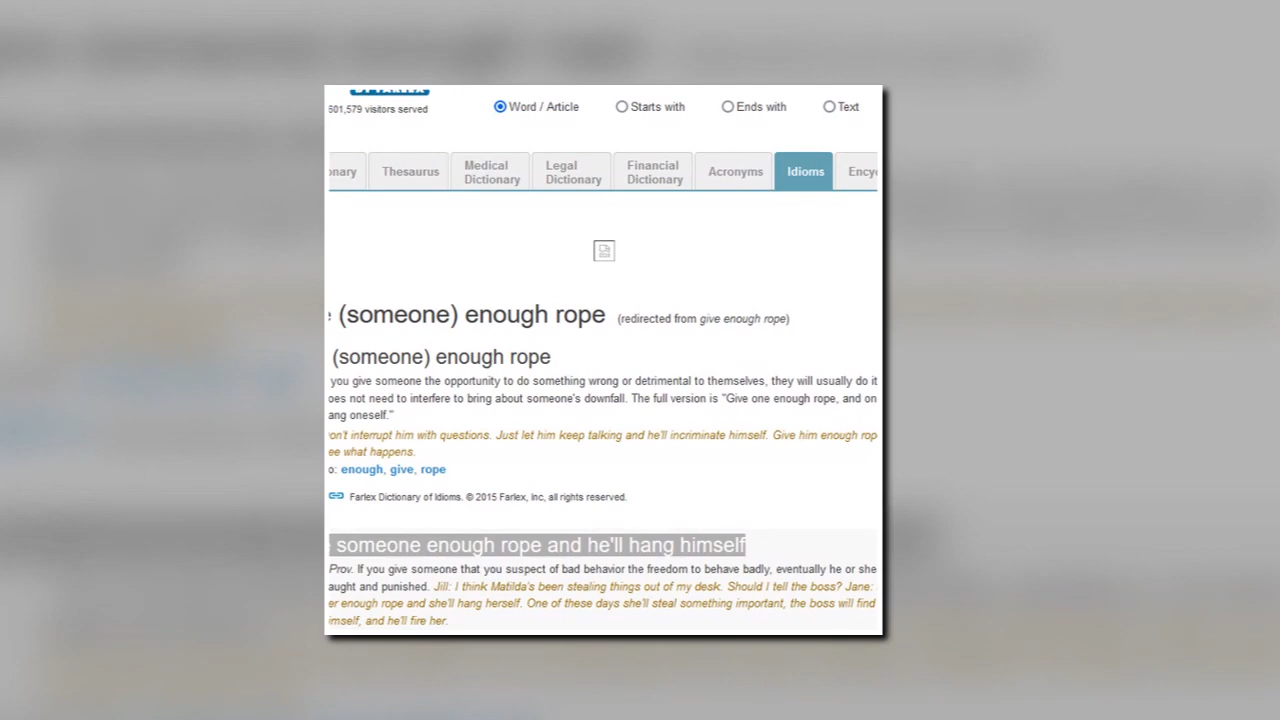 601,579 visitors served
Word / Article Starts with Ends with Text
Thesaurus Medical Dictionary Legal Dictionary Financial Dictionary Acronyms Idioms
(someone) enough rope (redirected from give enough rope)
(someone) enough rope
you give someone the opportunity to do something wrong or detrimental to themselves, they will usually do it
oes not need to interfere to bring about someone's downfall. The full version is "Give one enough rope, and on
ang oneself."
on't interrupt him with questions. Just let him keep talking and he'll incriminate himself. Give him enough rop
ee what happens.
o: enough, give, rope
Farlex Dictionary of Idioms. © 2015 Farlex, Inc, all rights reserved.
someone enough rope and he'll hang himself
Prov. If you give someone that you suspect of bad behavior the freedom to behave badly, eventually he or she
aught and punished. Jill: I think Matilda's been stealing things out of my desk. Should I tell the boss? Jane:
er enough rope and she'll hang herself. One of these days she'll steal something important, the boss will find
imself, and he'll fire her.